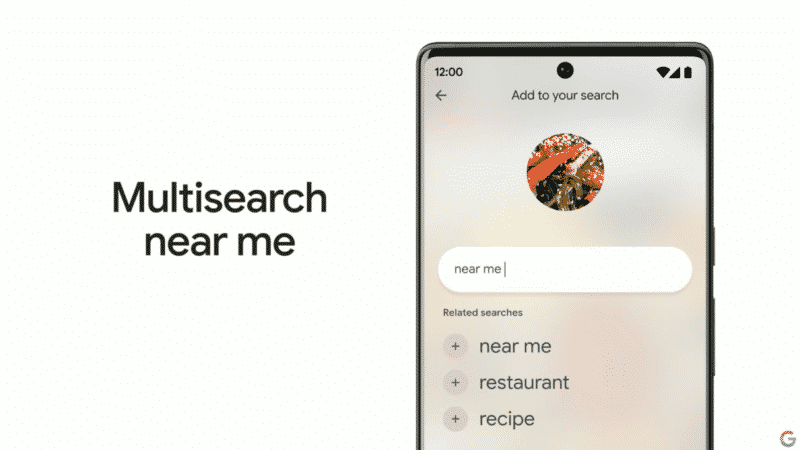 Multisearch
near me
12:00
Add to your search
near me
Related searches
+ near me
+ restaurant
+ recipe
G